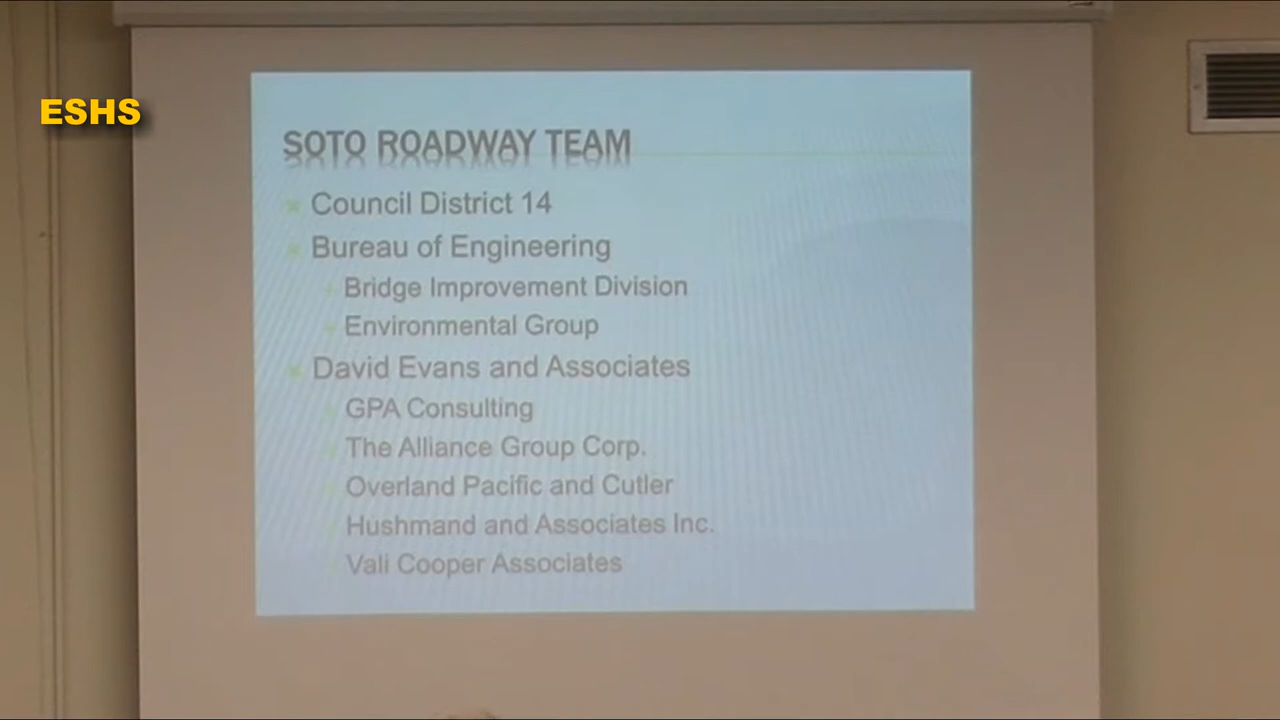 ESHS
SOTO ROADWAY TEAM
Council District 14
Bureau of Engineering
Bridge Improvement Division
Environmental Group
David Evans and Associates
GPA Consulting
The Alliance Group Corp.
Overland Pacific and Cutler
Hushmand and Associates Inc.
Vali Cooper Associates